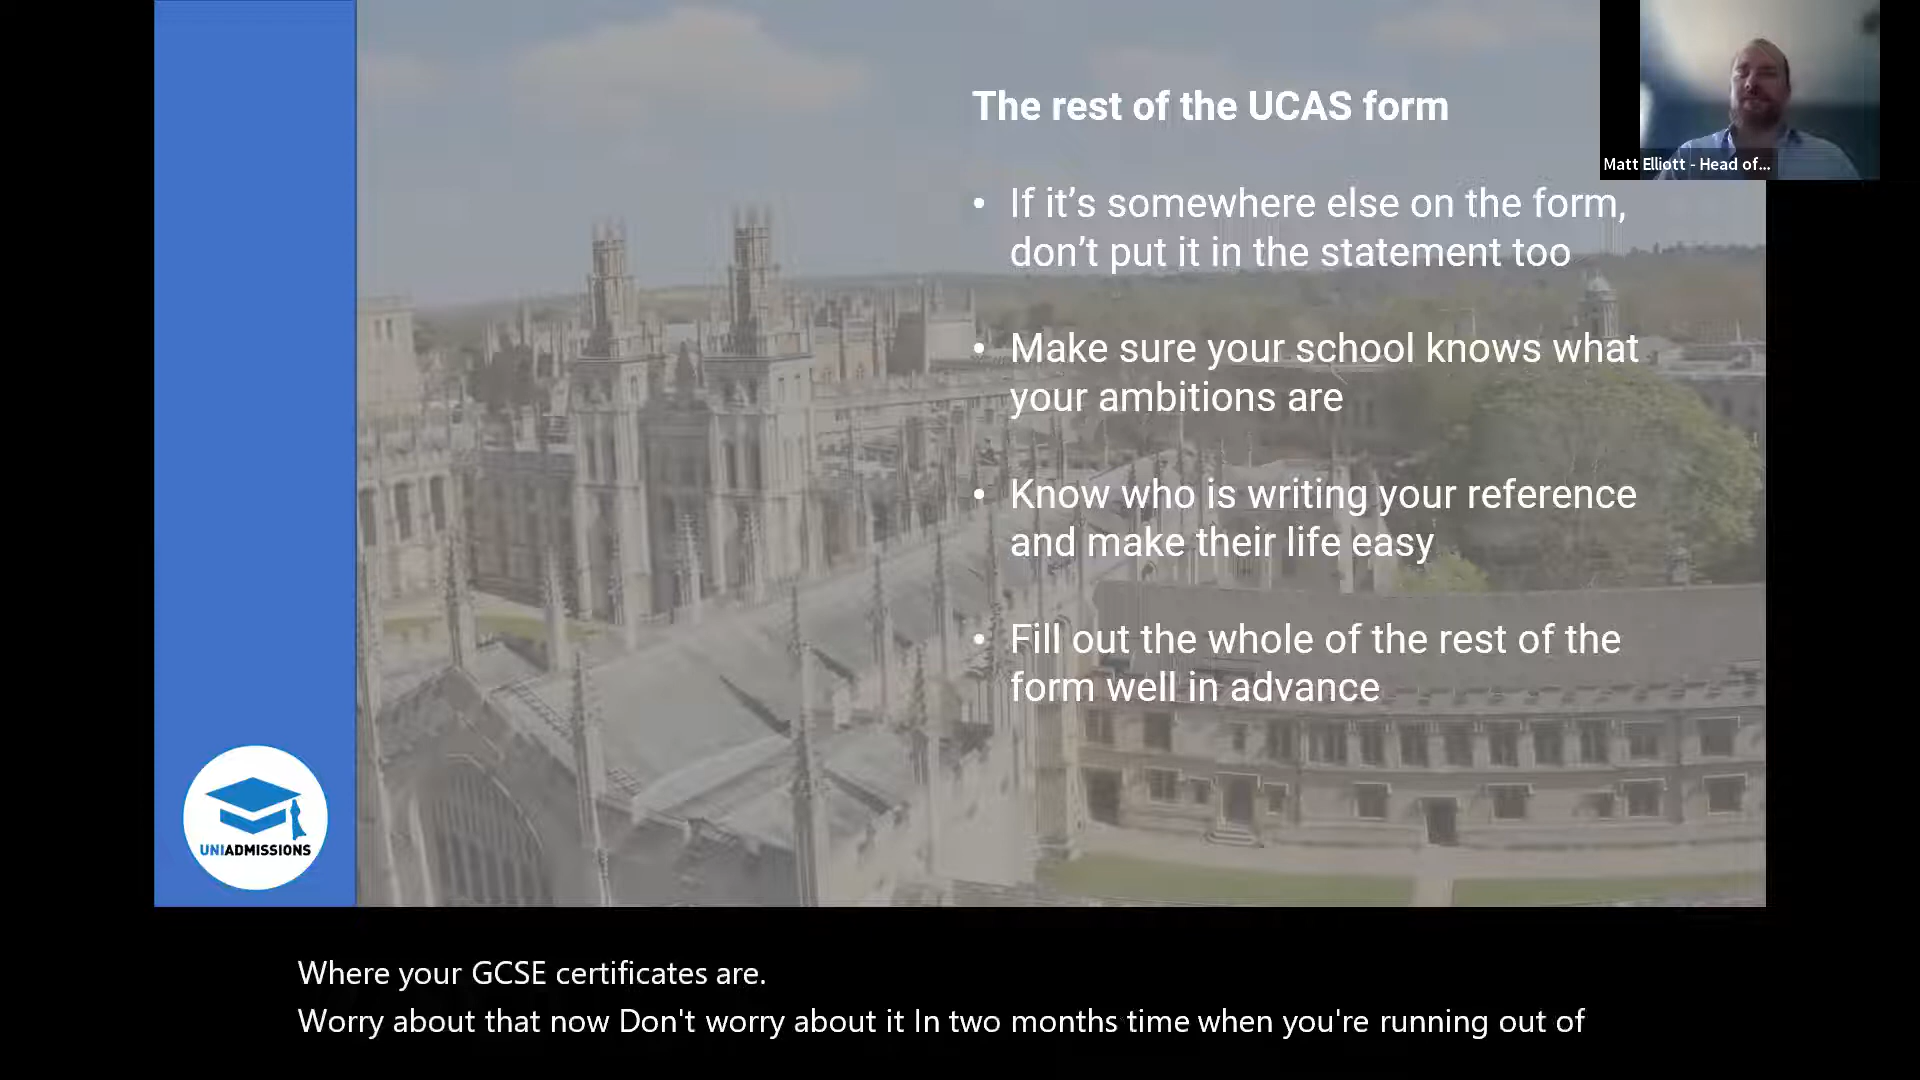 The rest of the UCAS form
Matt Elliott - Head of...
• If it's somewhere else on the form,
don't put it in the statement too
• Make sure your school knows what
your ambitions are
• Know who is writing your reference
and make their life easy
• Fill out the whole of the rest of the
form well in advance
UNIADMISSIONS
Where your GCSE certificates are.
Worry about that now Don't worry about it In two months time when you're running out of